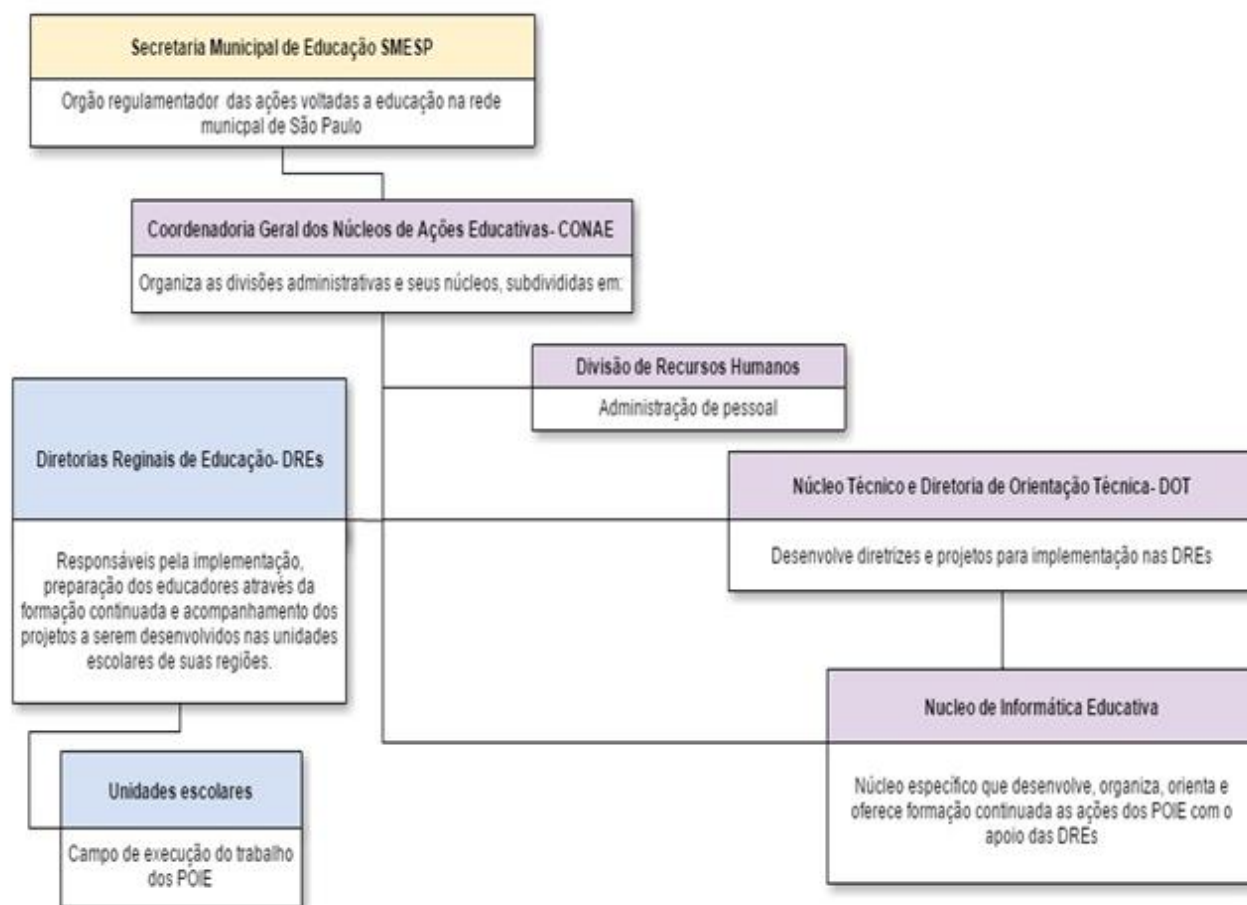 Secretaria Municipal de Educação SMESP
Orgão regulamentador das ações voltadas a educação na rede
municpal de São Paulo
Coordenadoria Geral dos Núcleos de Ações Educativas- CONAE
Organiza as divisões administrativas e seus núcleos, subdivididas em:
Divisão de Recursos Humanos
Administração de pessoal
Diretorias Reginais de Educação- DREs
Responsáveis pela implementação,
preparação dos educadores através da
formação continuada e acompanhamento dos
projetos a serem desenvolvidos nas unidades
escolares de suas regiões.
Núcleo Técnico e Diretoria de Orientação Técnica- DOT
Desenvolve diretrizes e projetos para implementação nas DREs
Nucleo de Informática Educativa
Núcleo específico que desenvolve, organiza, orienta e
oferece formação continuada as ações dos POIE com o
apoio das DREs
Unidades escolares
Campo de execução do trabalho
dos POIE